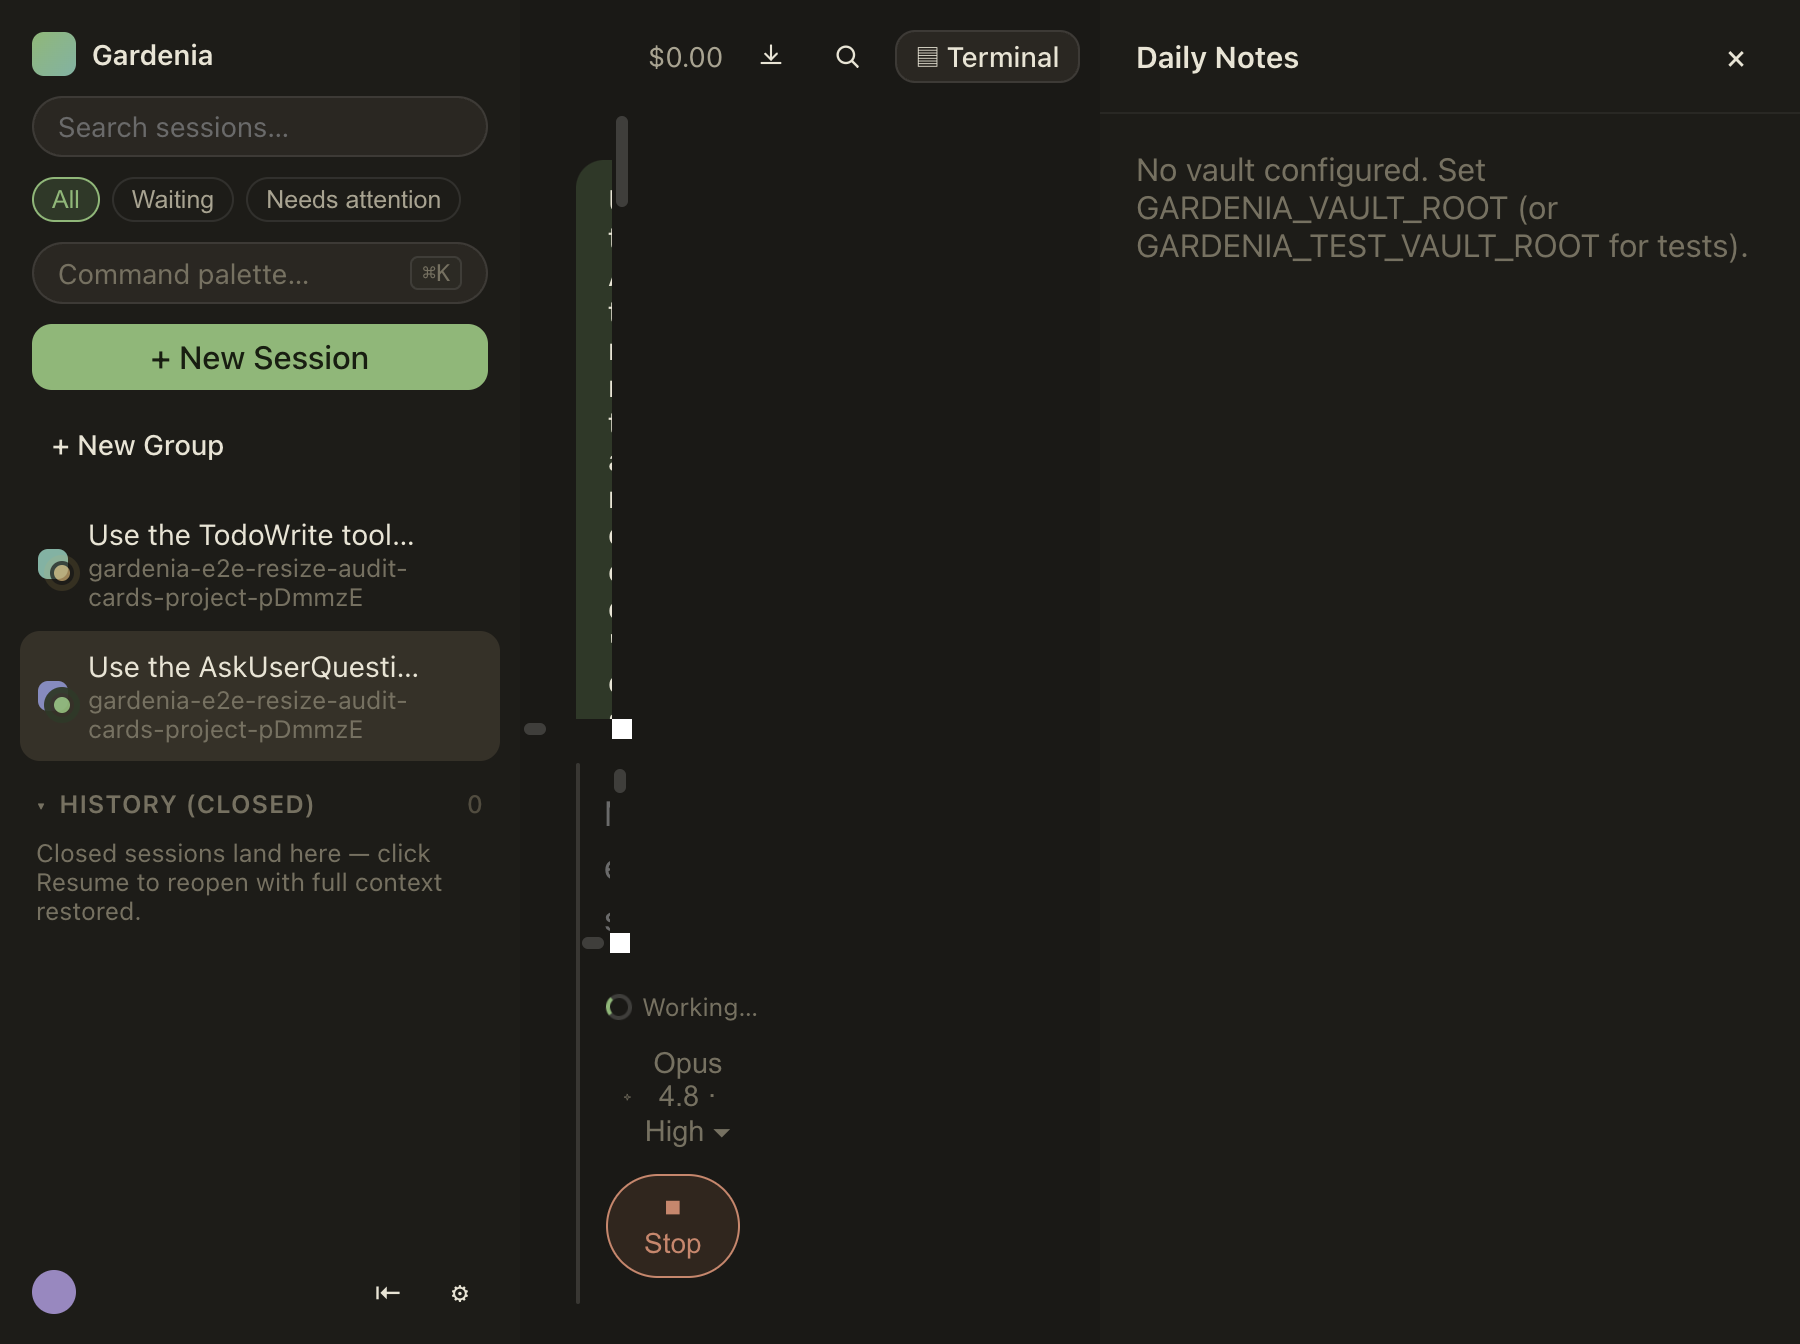 Gardenia
Search sessions...
All
Waiting
Needs attention
Command palette...
⌘K
+ New Session
+ New Group
Use the TodoWrite tool...
gardenia-e2e-resize-audit-
cards-project-pDmmzE
Use the AskUserQuesti...
gardenia-e2e-resize-audit-
cards-project-pDmmzE
HISTORY (CLOSED)
0
Closed sessions land here — click
Resume to reopen with full context
restored.
$0.00
Terminal
Working...
Opus
4.8 ·
High
Stop
Daily Notes
No vault configured. Set
GARDENIA_VAULT_ROOT (or
GARDENIA_TEST_VAULT_ROOT for tests).